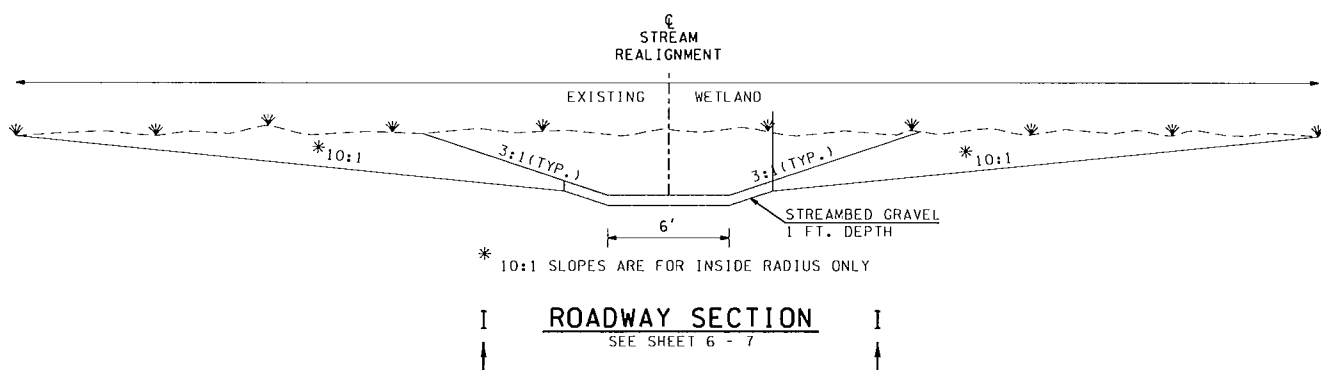 ℄
STREAM
REALIGNMENT
EXISTING WETLAND
*10:1
3:1(TYP.)
3:1(TYP.)
*10:1
STREAMBED GRAVEL
1 FT. DEPTH
6'
* 10:1 SLOPES ARE FOR INSIDE RADIUS ONLY
I ROADWAY SECTION I
SEE SHEET 6 - 7